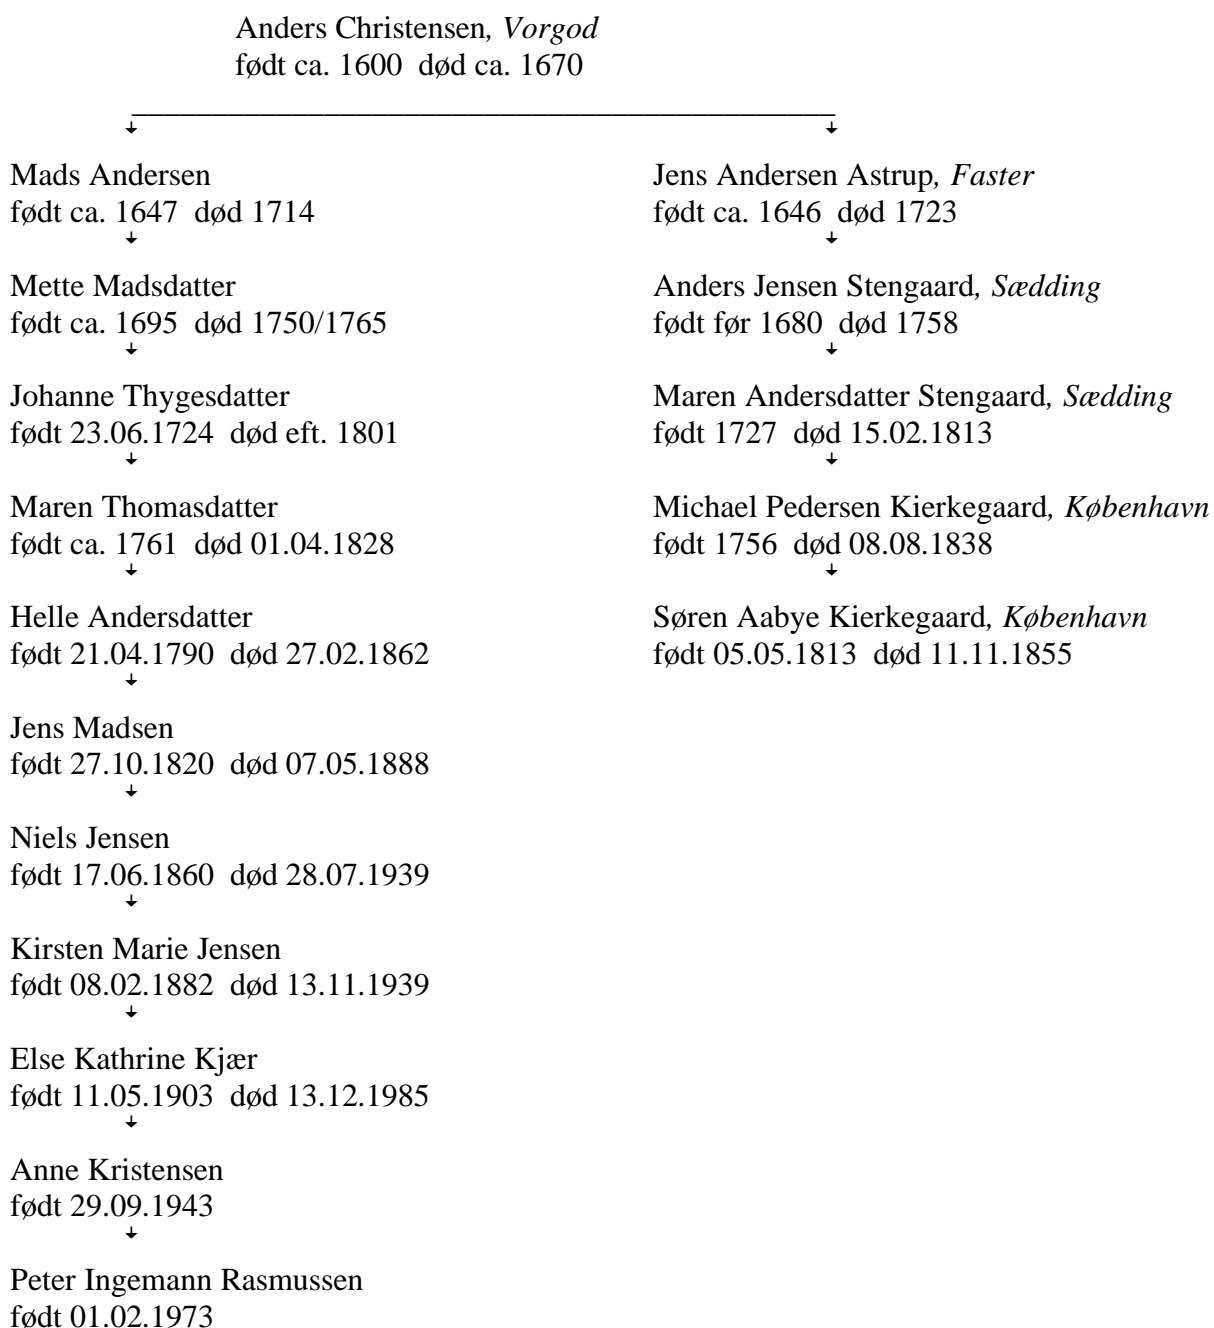 Anders Christensen, Vorgod
født ca. 1600 død ca. 1670
Mads Andersen
født ca. 1647 død 1714
Jens Andersen Astrup, Faster
født ca. 1646 død 1723
Mette Madsdatter
født ca. 1695 død 1750/1765
Anders Jensen Stengaard, Sædding
født før 1680 død 1758
Johanne Thygesdatter
født 23.06.1724 død eft. 1801
Maren Andersdatter Stengaard, Sædding
født 1727 død 15.02.1813
Maren Thomasdatter
født ca. 1761 død 01.04.1828
Michael Pedersen Kierkegaard, København
født 1756 død 08.08.1838
Helle Andersdatter
født 21.04.1790 død 27.02.1862
Søren Aabye Kierkegaard, København
født 05.05.1813 død 11.11.1855
Jens Madsen
født 27.10.1820 død 07.05.1888
Niels Jensen
født 17.06.1860 død 28.07.1939
Kirsten Marie Jensen
født 08.02.1882 død 13.11.1939
Else Kathrine Kjær
født 11.05.1903 død 13.12.1985
Anne Kristensen
født 29.09.1943
Peter Ingemann Rasmussen
født 01.02.1973